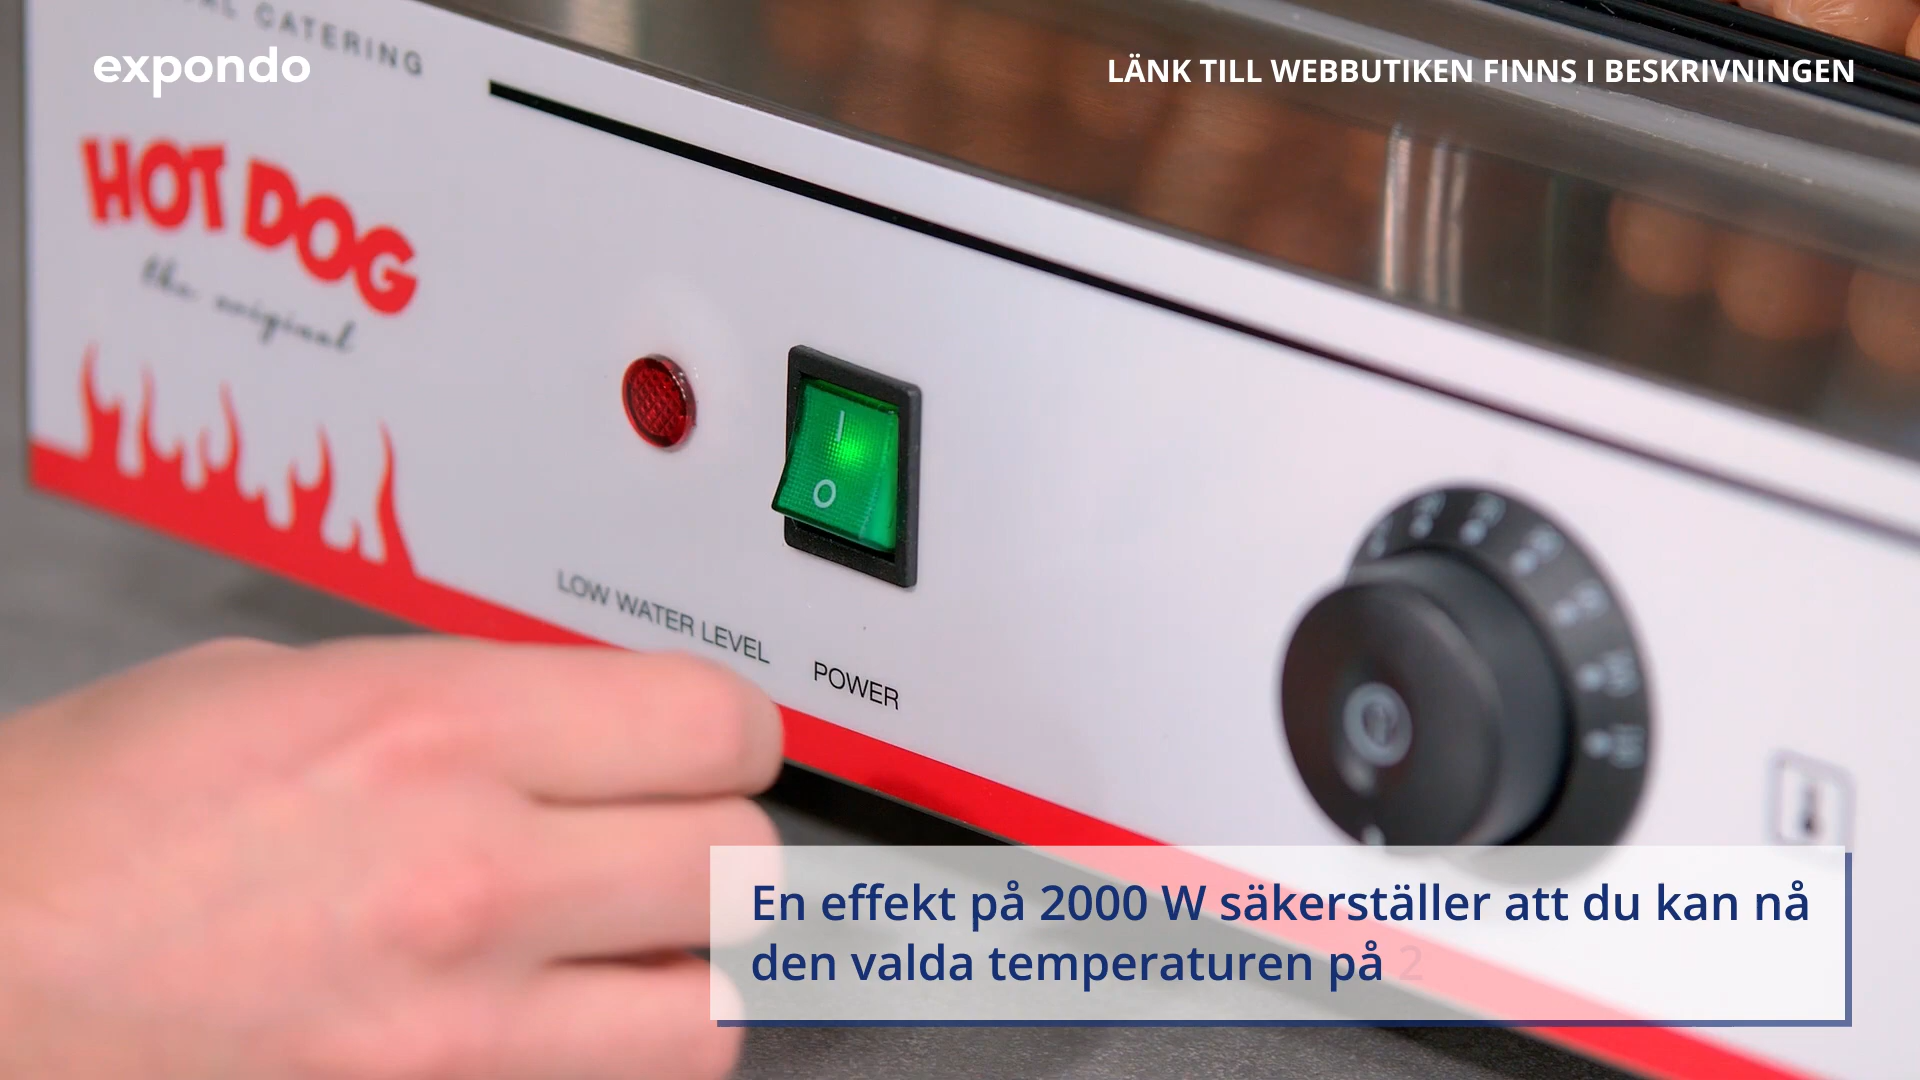 CATERING
expondo
LÄNK TILL WEBBUTIKEN FINNS I BESKRIVNINGEN
HOT DOG
the original
I
O
LOW WATER LEVEL
POWER
En effekt på 2000 W säkerställer att du kan nå
den valda temperaturen på 2